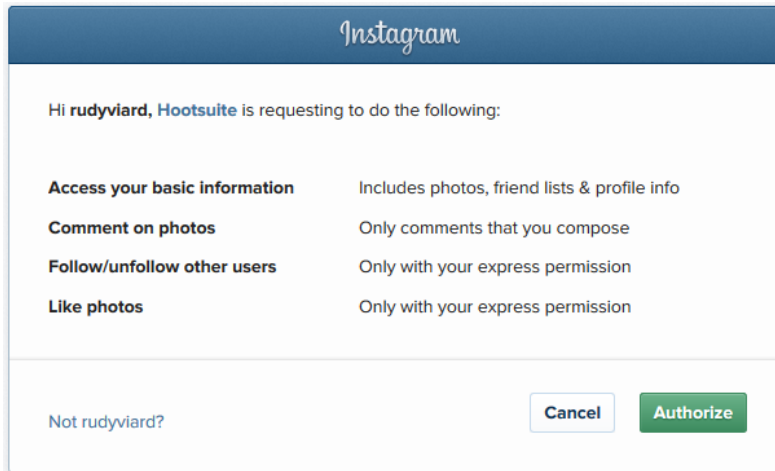 Instagram
Hi rudyviard, Hootsuite is requesting to do the following:
Access your basic information Includes photos, friend lists & profile info
Comment on photos Only comments that you compose
Follow/unfollow other users Only with your express permission
Like photos Only with your express permission
Not rudyviard? Cancel Authorize